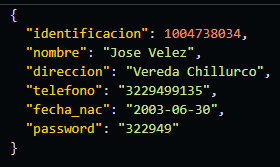 {
"identificacion": 1004738034,
"nombre": "Jose Velez",
"direccion": "Vereda Chillurco",
"telefono": "3229499135",
"fecha_nac": "2003-06-30",
"password": "322949"
}